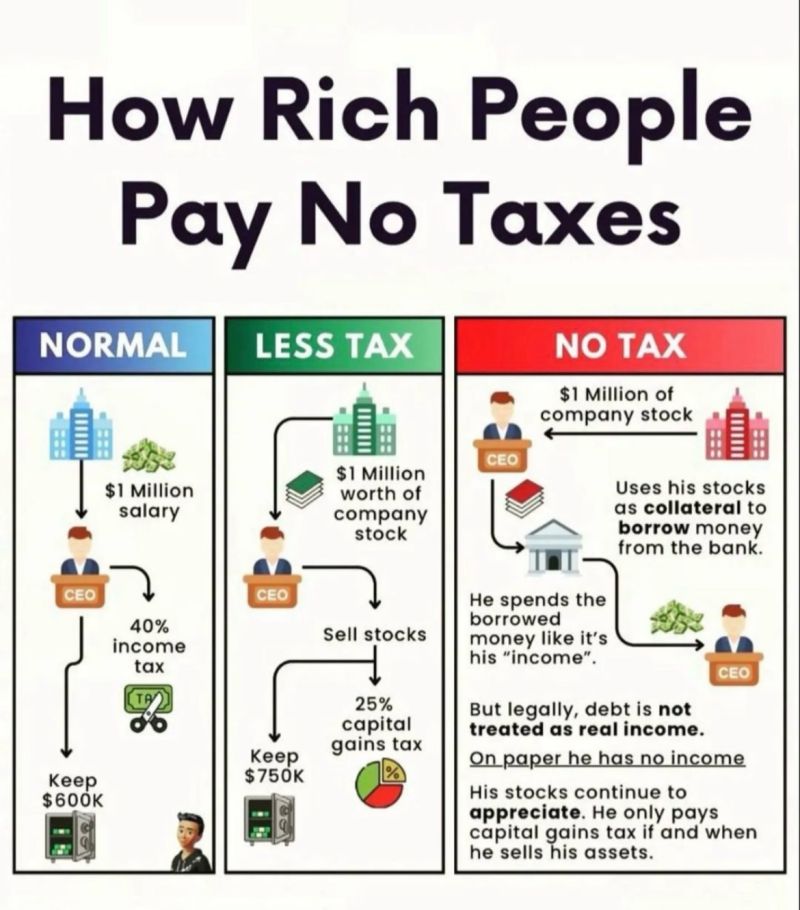 How Rich People
Pay No Taxes
NORMAL
$1 Million
salary
CEO
40%
income
tax
TAX
Keep
$600K
LESS TAX
$1 Million
worth of
company
stock
CEO
Sell stocks
25%
capital
gains tax
%
Keep
$750K
NO TAX
$1 Million of
company stock
CEO
Uses his stocks
as collateral to
borrow money
from the bank.
He spends the
borrowed
money like it's
his "income".
CEO
But legally, debt is not
treated as real income.
On paper he has no income
His stocks continue to
appreciate. He only pays
capital gains tax if and when
he sells his assets.